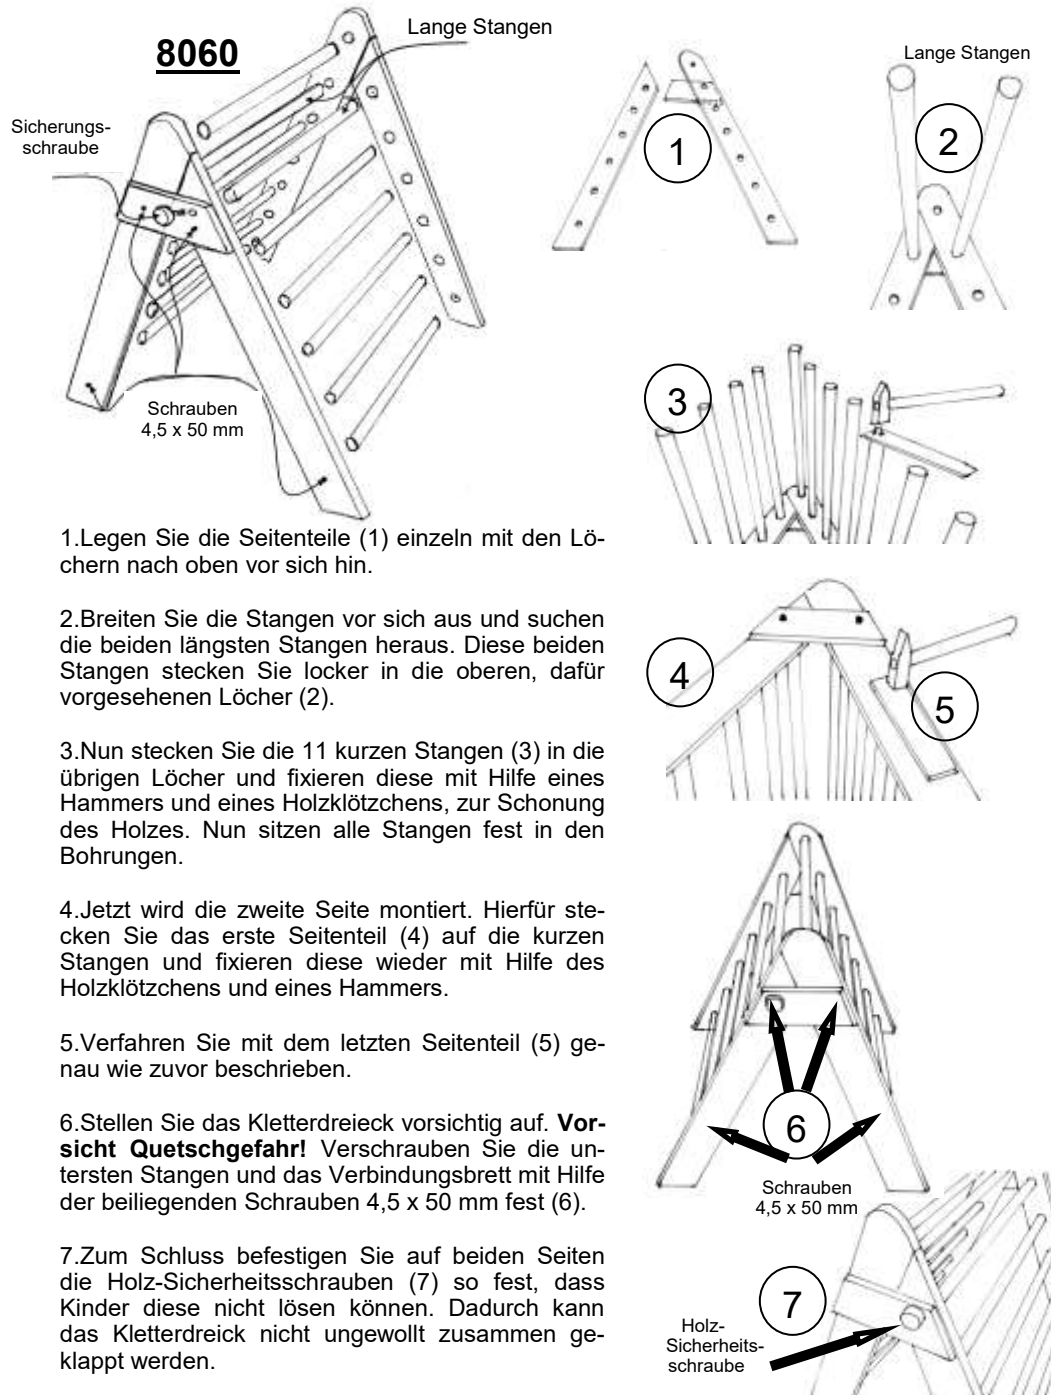 8060
Lange Stangen
Sicherungs-
schraube
Schrauben
4,5 x 50 mm
1
Lange Stangen
2
3
4
5
6
Schrauben
4,5 x 50 mm
7
Holz-
Sicherheits-
schraube
1.Legen Sie die Seitenteile (1) einzeln mit den Lö-
chern nach oben vor sich hin.
2.Breiten Sie die Stangen vor sich aus und suchen
die beiden längsten Stangen heraus. Diese beiden
Stangen stecken Sie locker in die oberen, dafür
vorgesehenen Löcher (2).
3.Nun stecken Sie die 11 kurzen Stangen (3) in die
übrigen Löcher und fixieren diese mit Hilfe eines
Hammers und eines Holzklötzchens, zur Schonung
des Holzes. Nun sitzen alle Stangen fest in den
Bohrungen.
4.Jetzt wird die zweite Seite montiert. Hierfür ste-
cken Sie das erste Seitenteil (4) auf die kurzen
Stangen und fixieren diese wieder mit Hilfe des
Holzklötzchens und eines Hammers.
5.Verfahren Sie mit dem letzten Seitenteil (5) ge-
nau wie zuvor beschrieben.
6.Stellen Sie das Kletterdreieck vorsichtig auf. Vor-
sicht Quetschgefahr! Verschrauben Sie die un-
tersten Stangen und das Verbindungsbrett mit Hilfe
der beiliegenden Schrauben 4,5 x 50 mm fest (6).
7.Zum Schluss befestigen Sie auf beiden Seiten
die Holz-Sicherheitsschrauben (7) so fest, dass
Kinder diese nicht lösen können. Dadurch kann
das Kletterdreick nicht ungewollt zusammen ge-
klappt werden.